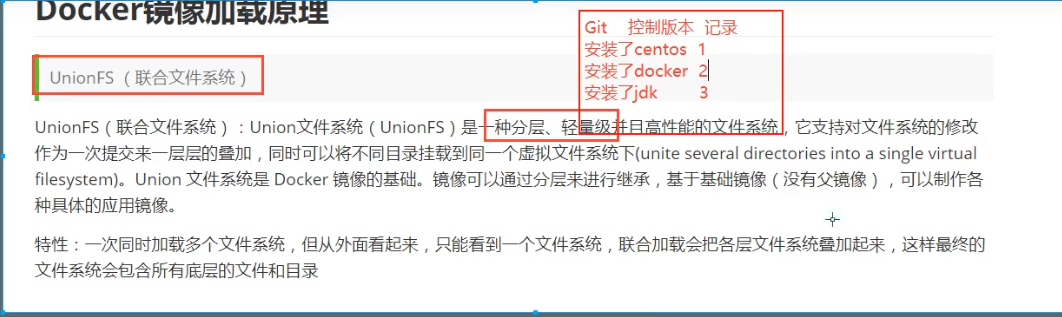 Docker镜像加载原理
Git 控制版本 记录
安装了centos 1
安装了docker 2
安装了jdk 3
UnionFS（联合文件系统）
UnionFS（联合文件系统）：Union文件系统（UnionFS）是一种分层、轻量级并且高性能的文件系统，它支持对文件系统的修改
作为一次提交来一层层的叠加，同时可以将不同目录挂载到同一个虚拟文件系统下(unite several directories into a single virtual
filesystem)。Union 文件系统是 Docker 镜像的基础。镜像可以通过分层来进行继承，基于基础镜像（没有父镜像），可以制作各
种具体的应用镜像。
特性：一次同时加载多个文件系统，但从外面看起来，只能看到一个文件系统，联合加载会把各层文件系统叠加起来，这样最终的
文件系统会包含所有底层的文件和目录